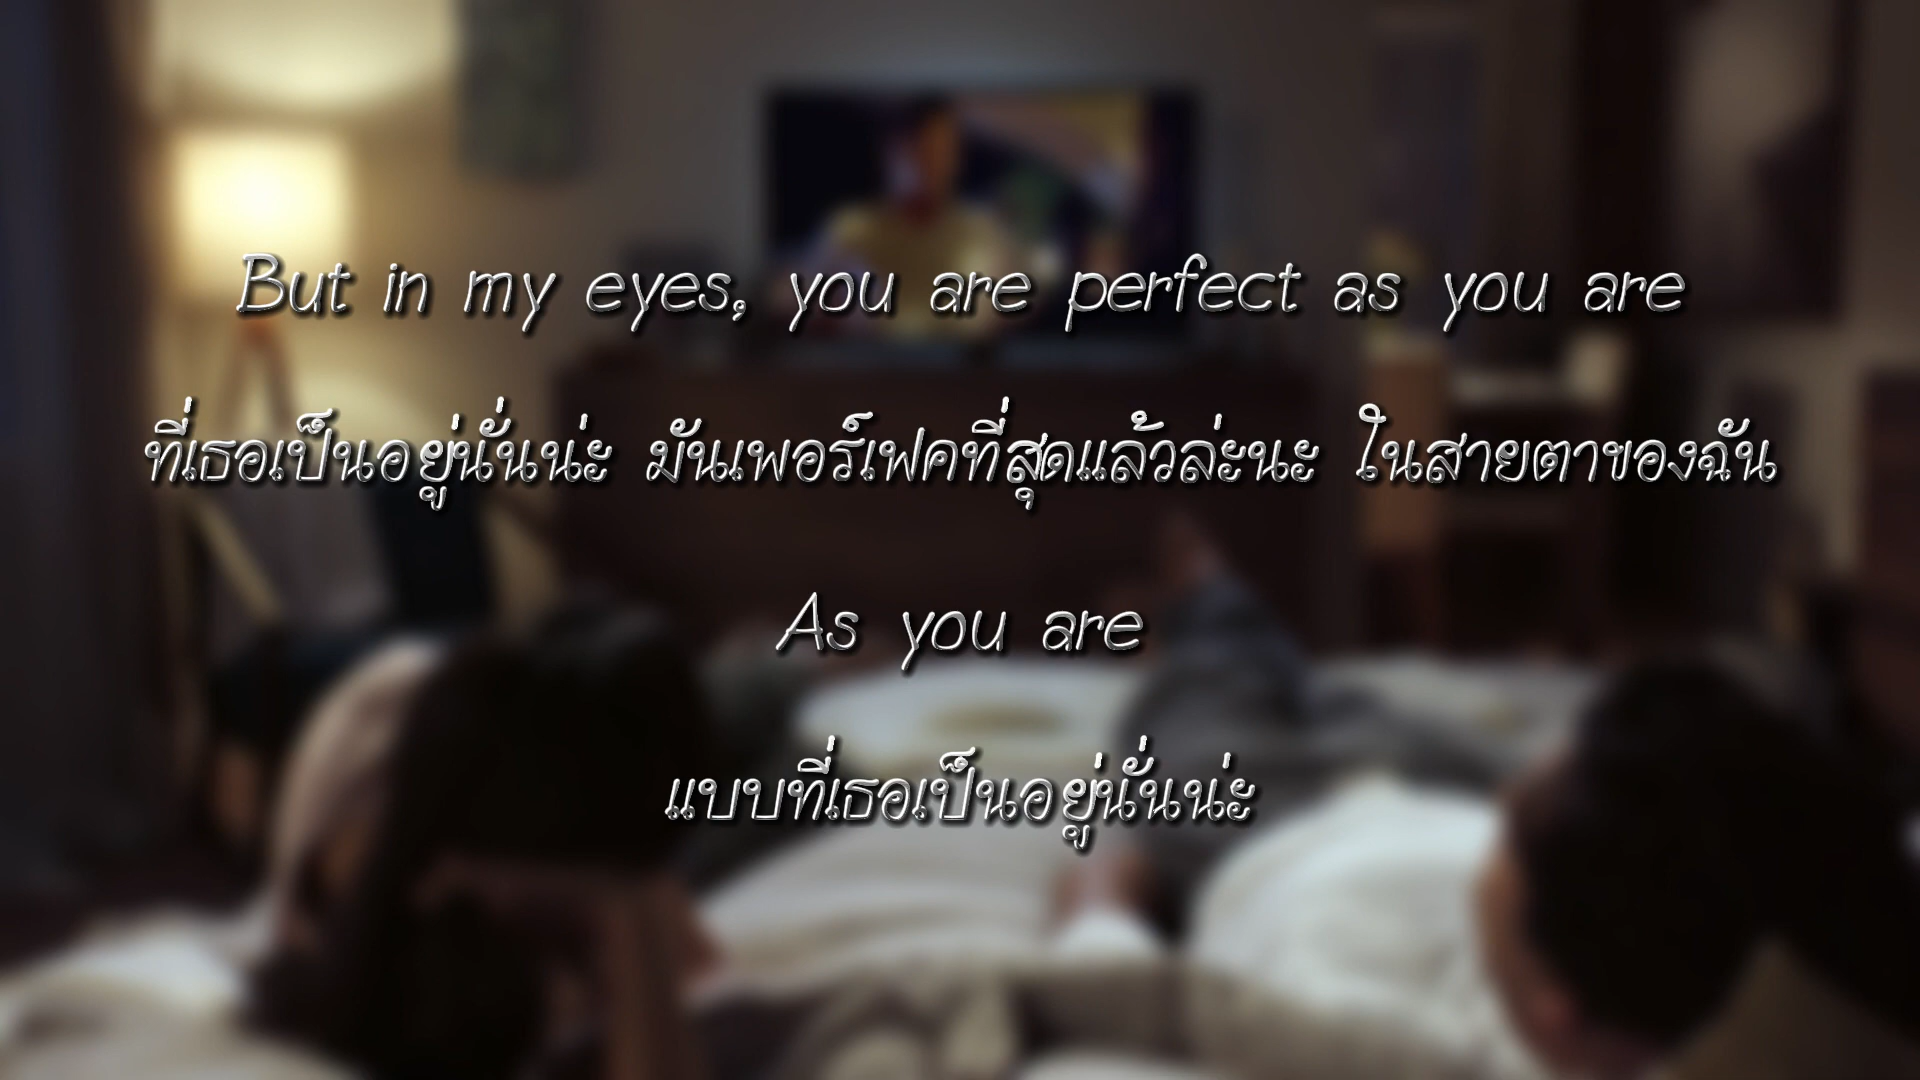 But in my eyes, you are perfect as you are
ที่เธอเป็นอยู่นั่นน่ะ มันเพอร์เฟคที่สุดแล้วล่ะนะ ในสายตาของฉัน
As you are
แบบที่เธอเป็นอยู่นั่นน่ะ